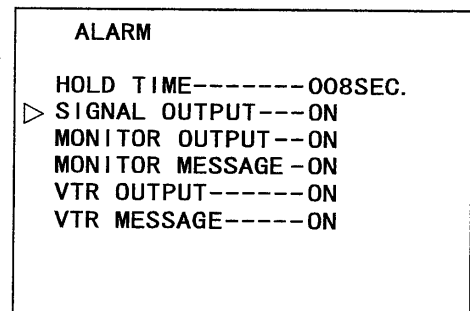 ALARM
HOLD TIME-------008SEC.
SIGNAL OUTPUT---ON
MONITOR OUTPUT--ON
MONITOR MESSAGE-ON
VTR OUTPUT------ON
VTR MESSAGE-----ON